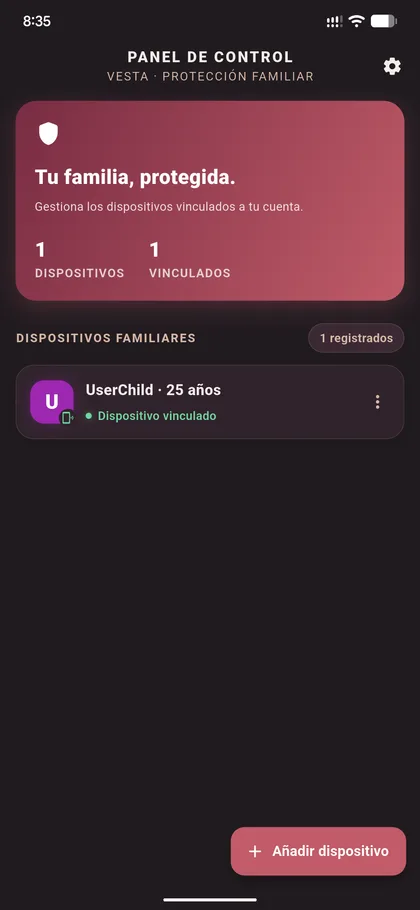 8:35
PANEL DE CONTROL
VESTA · PROTECCIÓN FAMILIAR
Tu familia, protegida.
Gestiona los dispositivos vinculados a tu cuenta.
1 1
DISPOSITIVOS VINCULADOS
DISPOSITIVOS FAMILIARES 1 registrados
U
UserChild · 25 años
Dispositivo vinculado
+ Añadir dispositivo